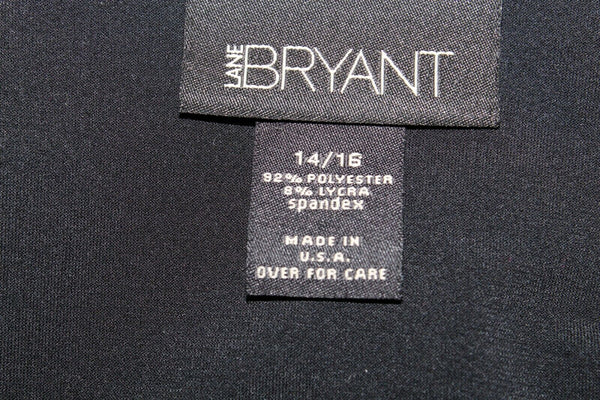 LANE BRYANT
14/16
92% POLYESTER
8% LYCRA
spandex
MADE IN
U.S.A.
OVER FOR CARE